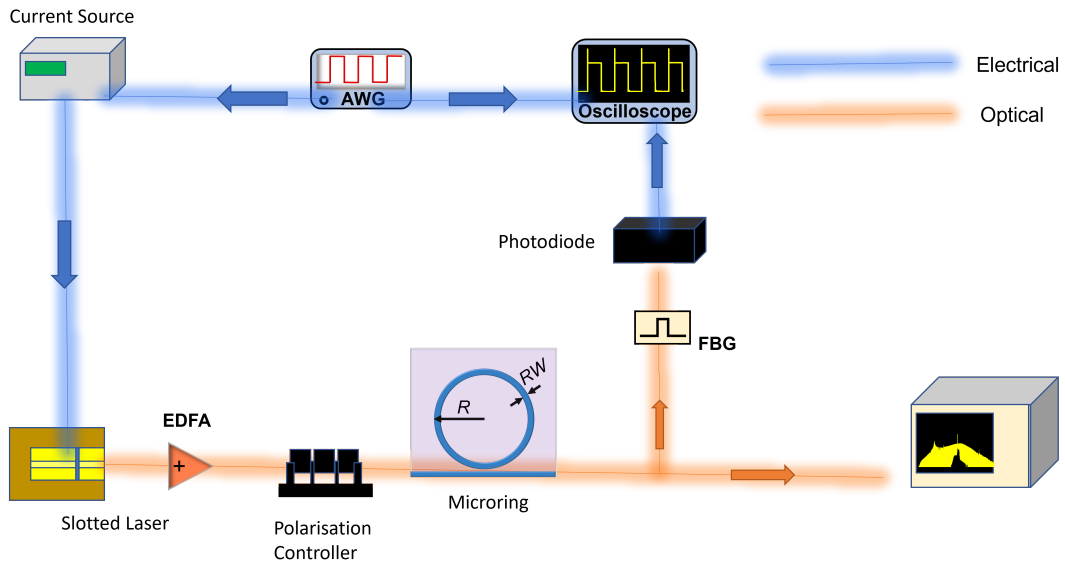 Current Source
AWG
Oscilloscope
Electrical
Optical
Photodiode
FBG
RW
R
EDFA
+
Microring
Slotted Laser
Polarisation
Controller